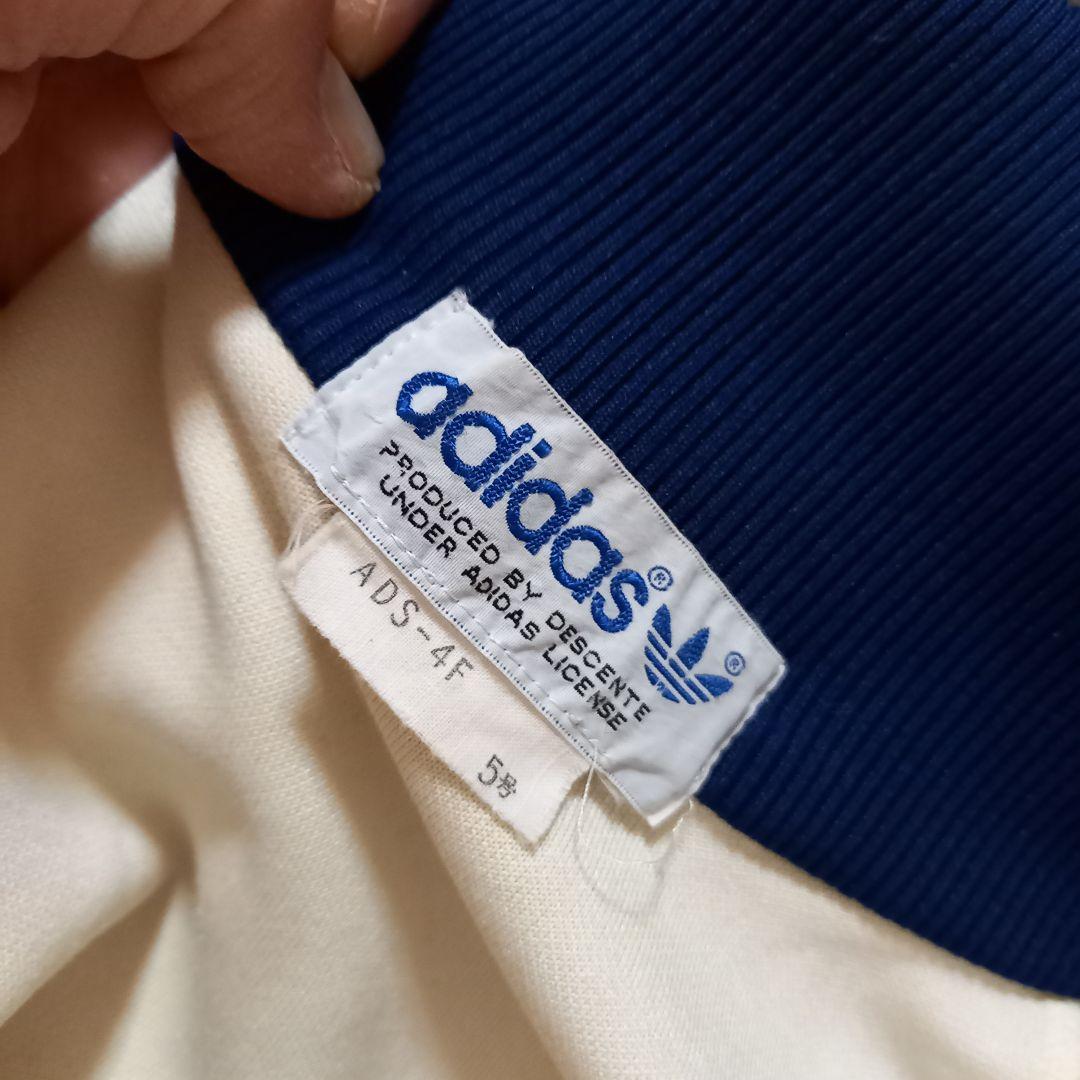 adidas®
®
PRODUCED BY DESCENTE
UNDER ADIDAS LICENSE
ADS-4F
5号